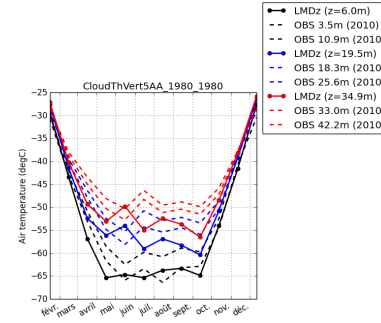 LMDz (z=6.0m)
OBS 3.5m (2010)
OBS 10.9m (2010
LMDz (z=19.5m)
OBS 18.3m (2010
OBS 25.6m (2010
LMDz (z=34.9m)
OBS 33.0m (2010
OBS 42.2m (2010
CloudThVert5AA_1980_1980
Air temperature (degC)
−25
−30
−35
−40
−45
−50
−55
−60
−65
−70
févr. mars avril mai juin juil. août sept. oct. nov. déc.